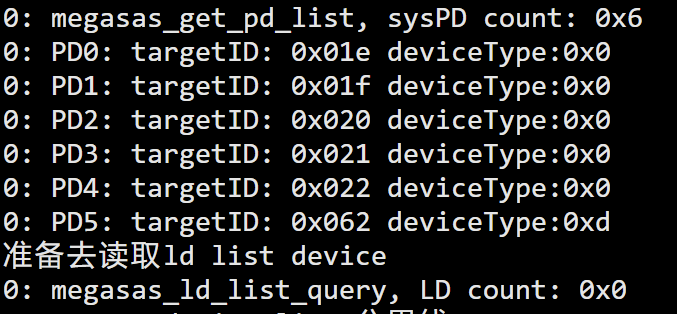 0: megasas_get_pd_list, sysPD count: 0x6
0: PD0: targetID: 0x01e deviceType:0x0
0: PD1: targetID: 0x01f deviceType:0x0
0: PD2: targetID: 0x020 deviceType:0x0
0: PD3: targetID: 0x021 deviceType:0x0
0: PD4: targetID: 0x022 deviceType:0x0
0: PD5: targetID: 0x062 deviceType:0xd
准备去读取ld list device
0: megasas_ld_list_query, LD count: 0x0